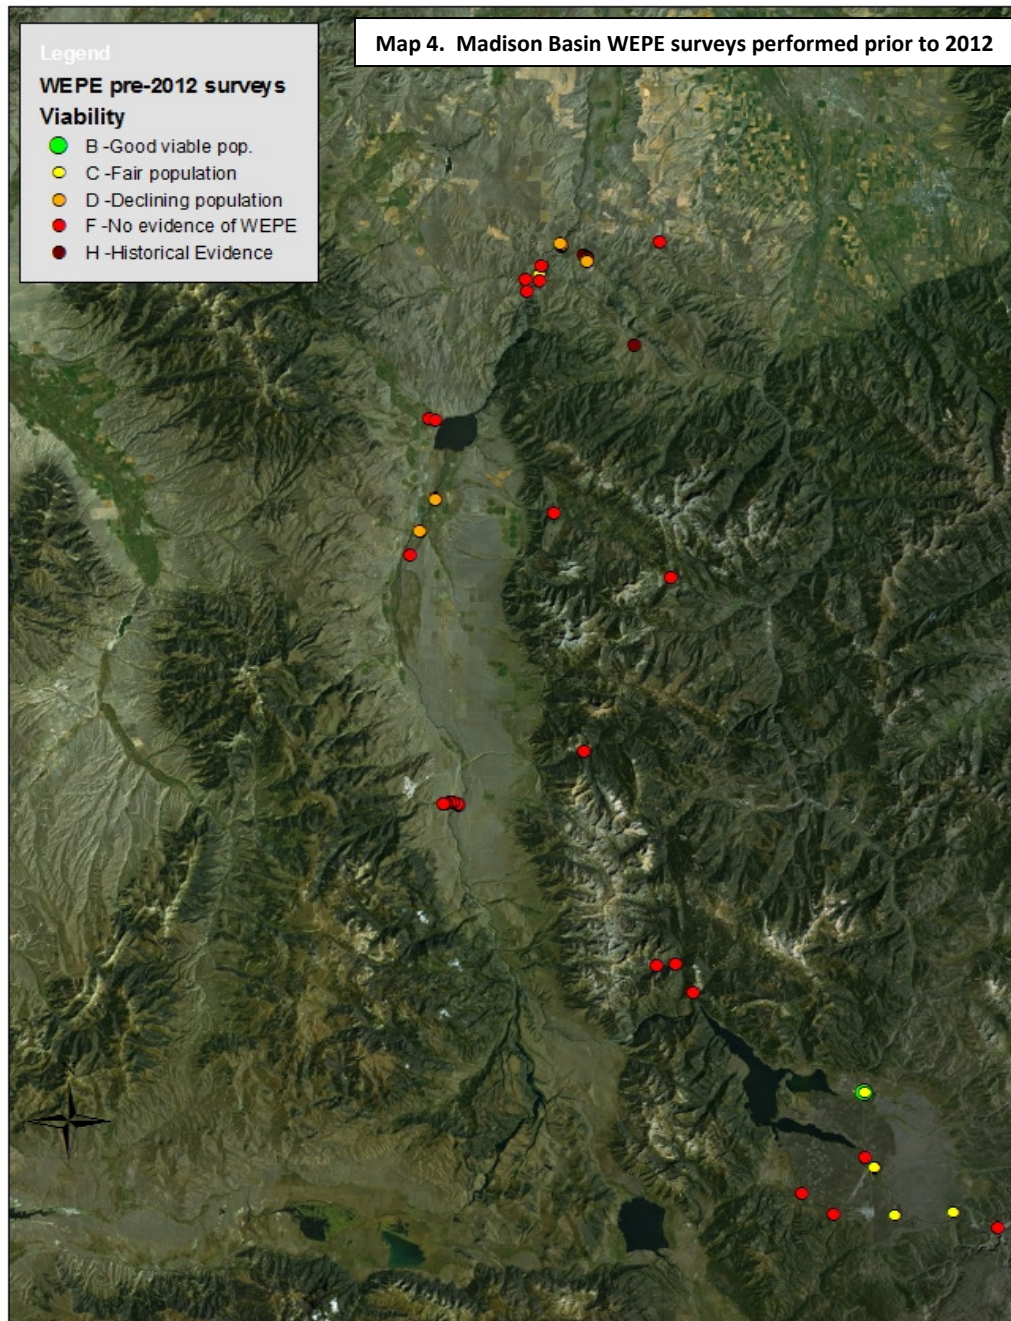 Map 4. Madison Basin WEPE surveys performed prior to 2012
Legend
WEPE pre-2012 surveys
Viability
B -Good viable pop.
C -Fair population
D -Declining population
F -No evidence of WEPE
H -Historical Evidence